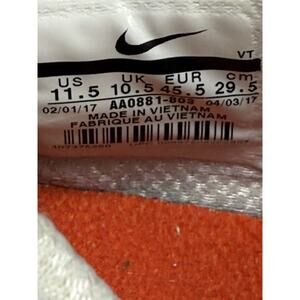 VT
US UK EUR cm
11.5 10.5 45.5 29.5
02/01/17 AA0881-803 04/03/17
MADE IN VIETNAM
FABRIQUE AU VIETNAM